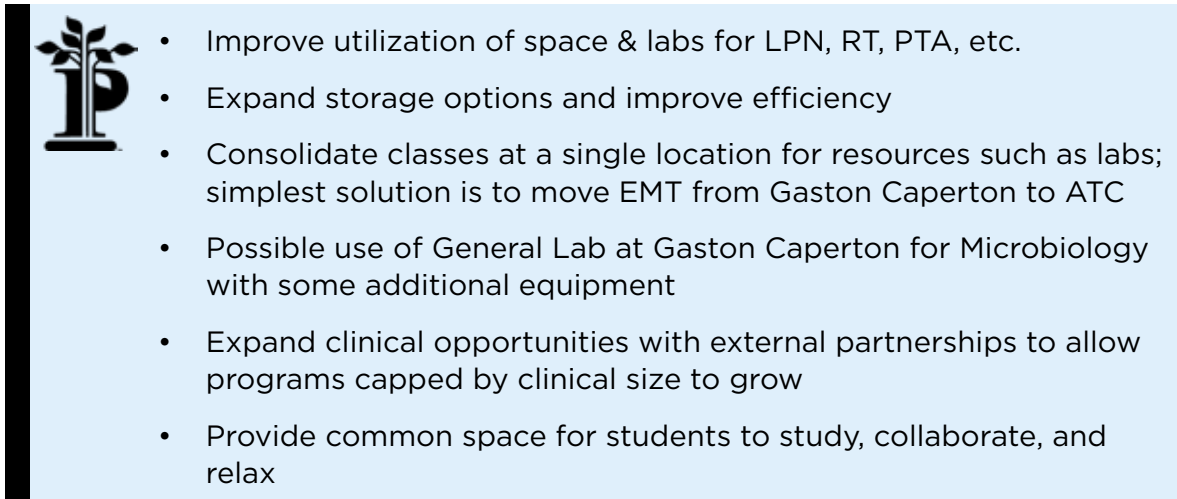 P
• Improve utilization of space & labs for LPN, RT, PTA, etc.
• Expand storage options and improve efficiency
• Consolidate classes at a single location for resources such as labs;
simplest solution is to move EMT from Gaston Caperton to ATC
• Possible use of General Lab at Gaston Caperton for Microbiology
with some additional equipment
• Expand clinical opportunities with external partnerships to allow
programs capped by clinical size to grow
• Provide common space for students to study, collaborate, and
relax